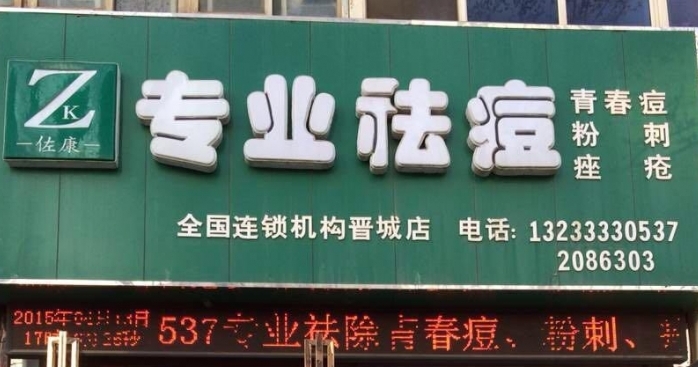 ZK
佐康
专业祛痘
青春痘
粉刺
痤疮
全国连锁机构晋城店 电话: 13233330537
2086303
537专业祛除青春痘、粉刺、